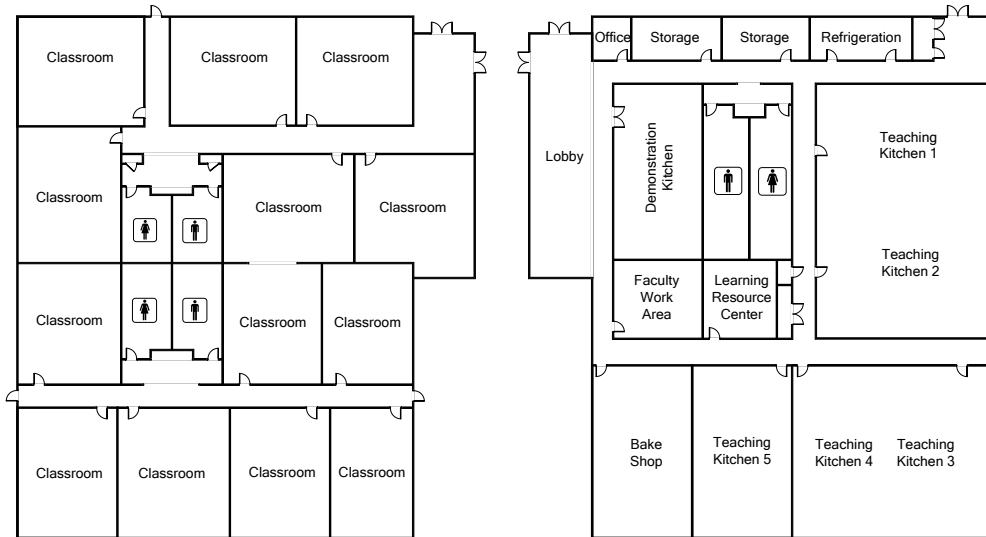 Classroom
Classroom
Classroom
Classroom
Classroom
Classroom
Classroom
Classroom
Classroom
Classroom
Classroom
Classroom
Classroom
Office
Storage
Storage
Refrigeration
Lobby
Demonstration
Kitchen
Teaching
Kitchen 1
Teaching
Kitchen 2
Faculty
Work
Area
Learning
Resource
Center
Bake
Shop
Teaching
Kitchen 5
Teaching
Kitchen 4
Teaching
Kitchen 3